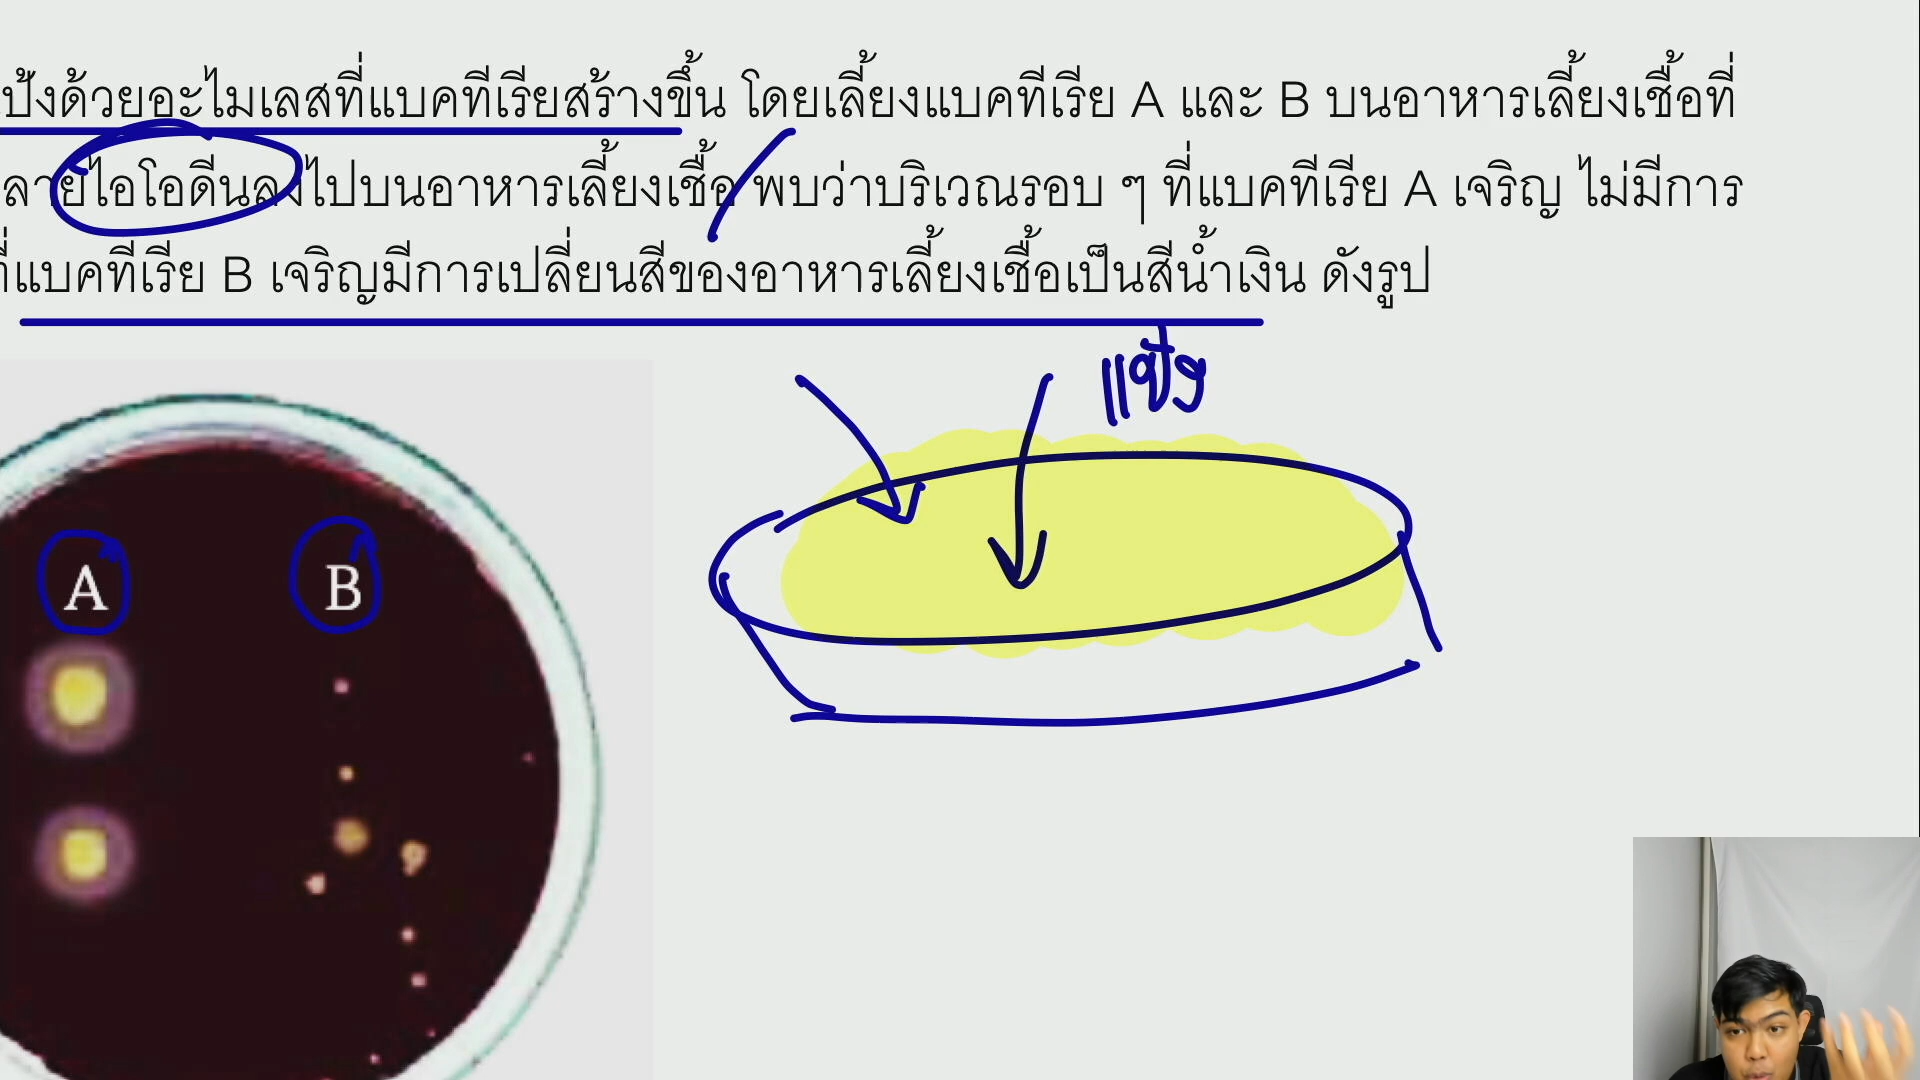 ป้งด้วยอะไมเลสที่แบคทีเรียสร้างขึ้น โดยเลี้ยงแบคทีเรีย A และ B บนอาหารเลี้ยงเชื้อที่
ลายไอโอดีนลงไปบนอาหารเลี้ยงเชื้อ พบว่าบริเวณรอบ ๆ ที่แบคทีเรีย A เจริญ ไม่มีการ
ที่แบคทีเรีย B เจริญมีการเปลี่ยนสีของอาหารเลี้ยงเชื้อเป็นสีน้ำเงิน ดังรูป
แป้ง
A B